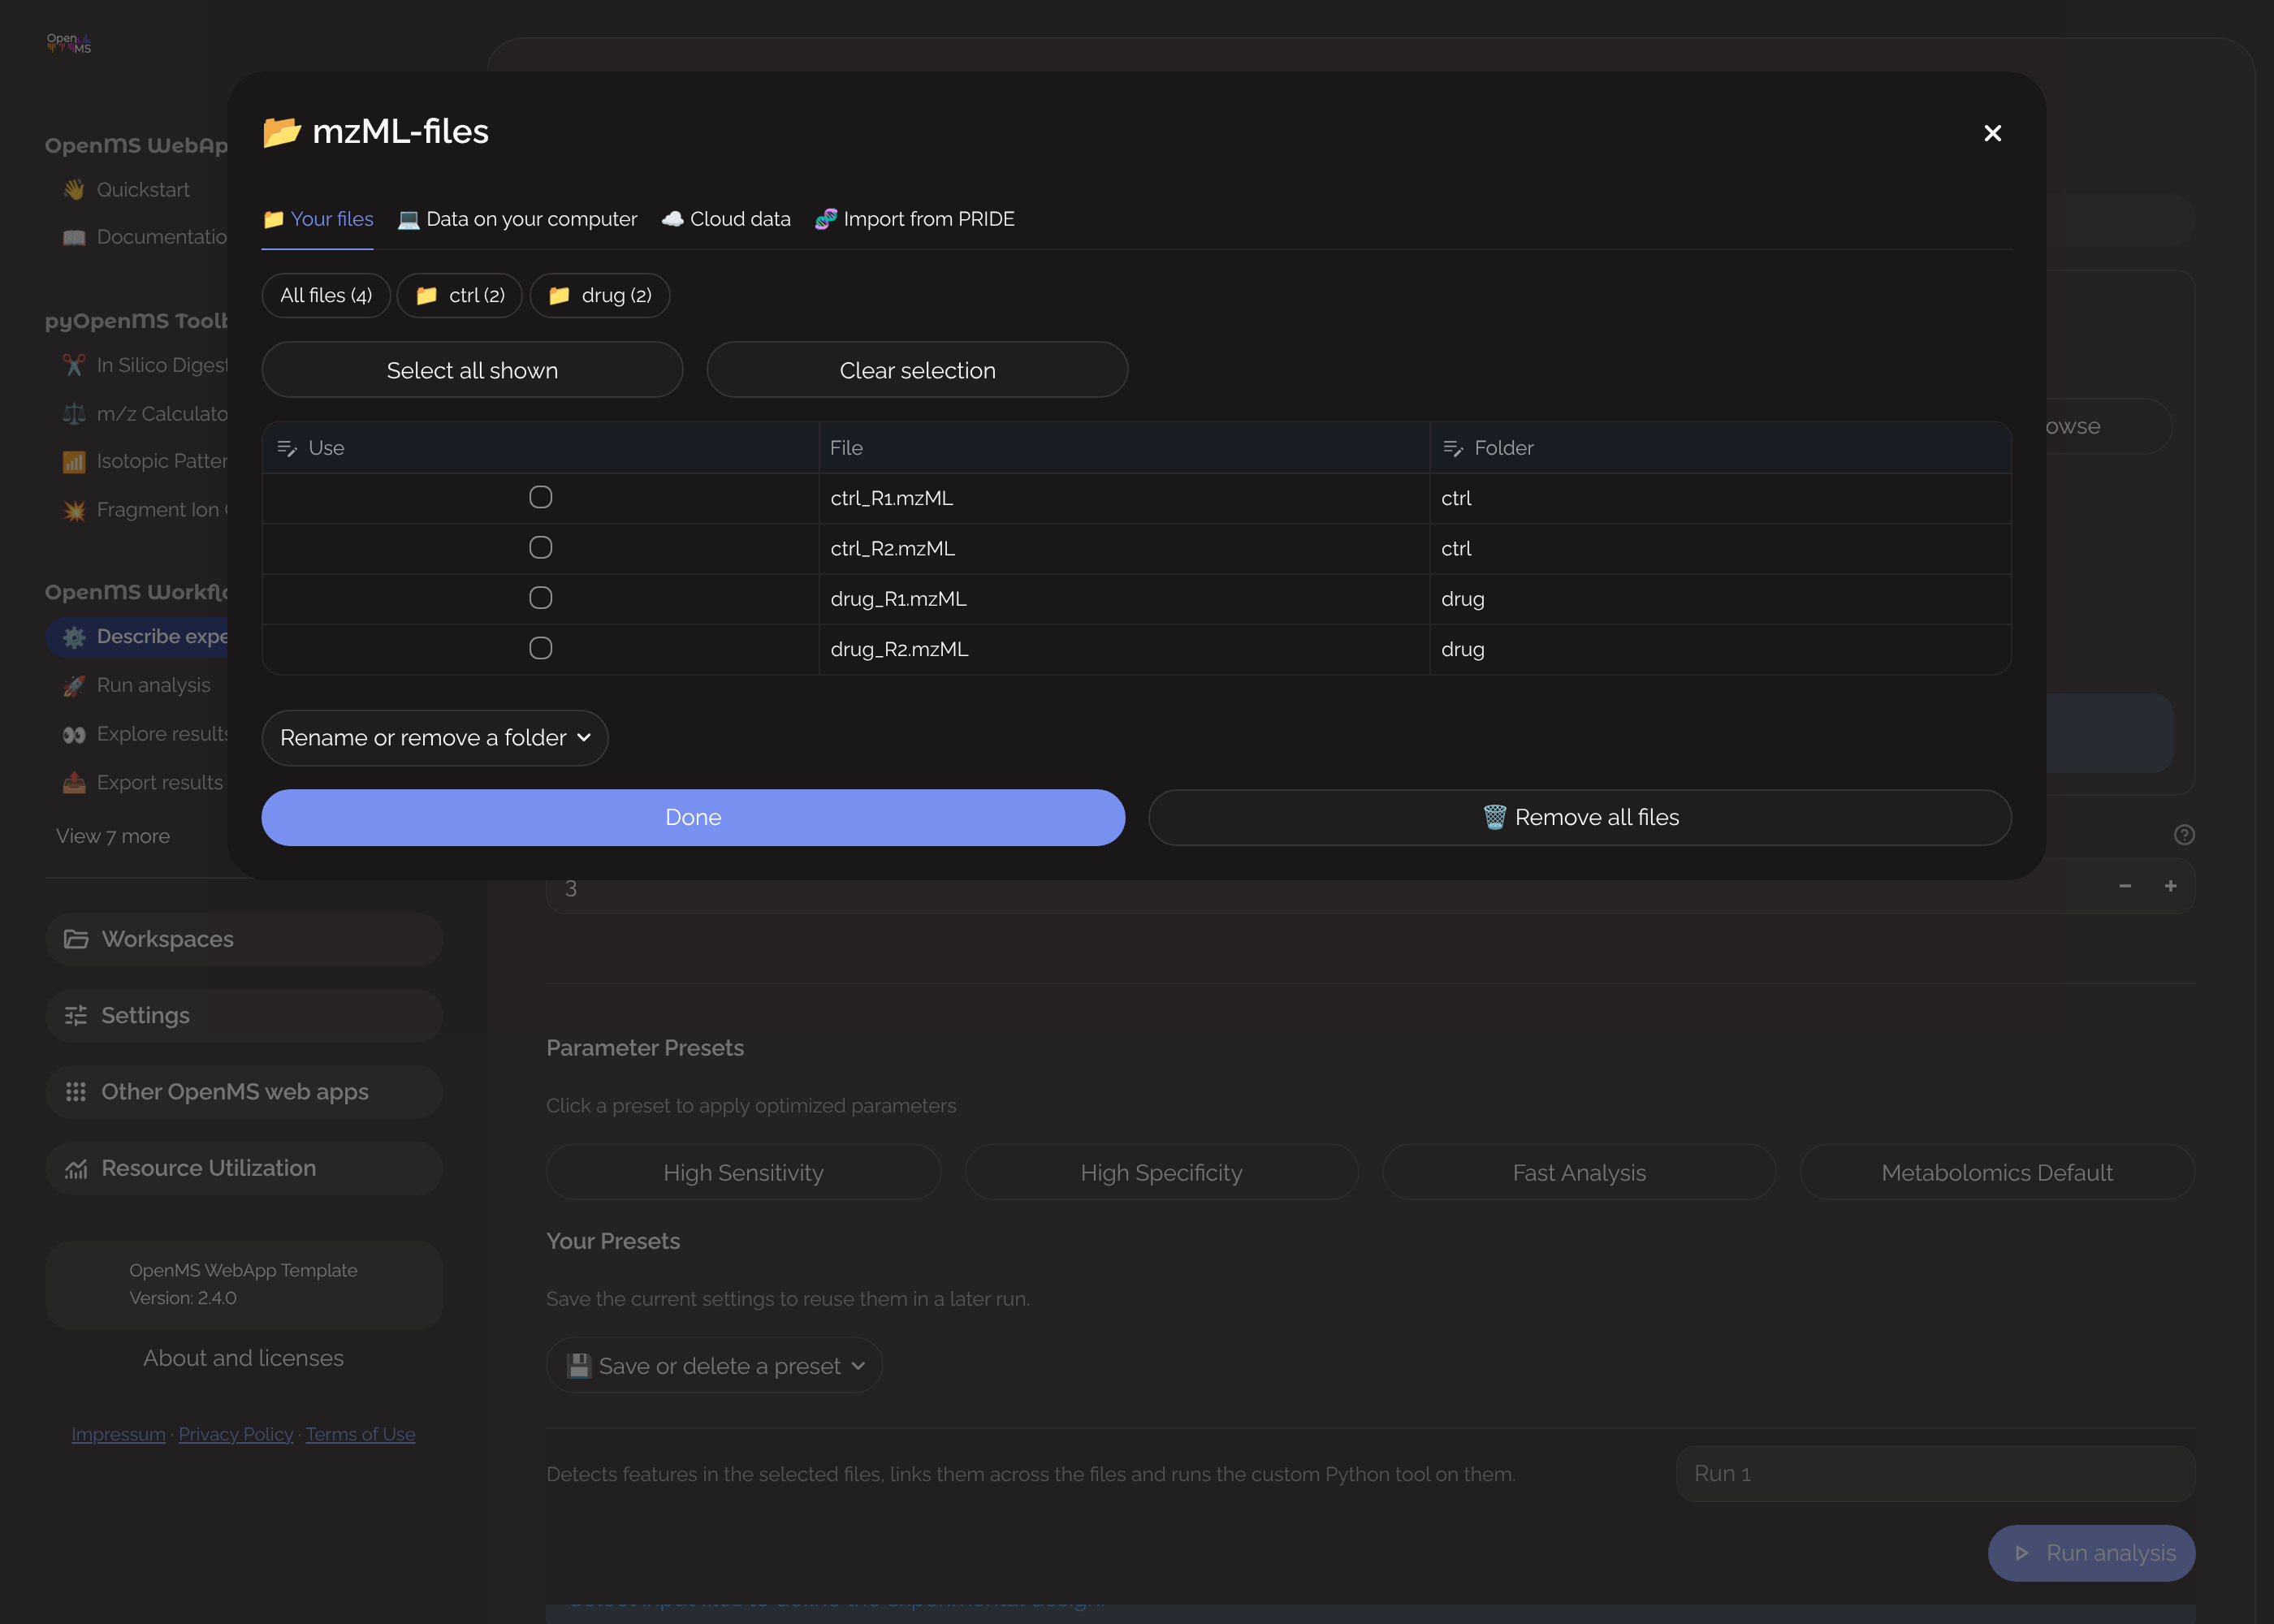 Open
MS
mzML-files
OpenMS WebAp
Quickstart
Documentatio
Your files
Data on your computer
Cloud data
Import from PRIDE
All files (4)
ctrl (2)
drug (2)
pyOpenMS Toolb
In Silico Digest
m/z Calculato
Isotopic Patter
Fragment Ion
Select all shown
Clear selection
owse
Use
File
Folder
ctrl_R1.mzML
ctrl
ctrl_R2.mzML
ctrl
drug_R1.mzML
drug
drug_R2.mzML
drug
OpenMS Workflo
Describe expe
Run analysis
Explore results
Export results
View 7 more
Rename or remove a folder
Done
Remove all files
3
Workspaces
Settings
Other OpenMS web apps
Resource Utilization
OpenMS WebApp Template
Version: 2.4.0
About and licenses
Impressum · Privacy Policy · Terms of Use
Parameter Presets
Click a preset to apply optimized parameters
High Sensitivity
High Specificity
Fast Analysis
Metabolomics Default
Your Presets
Save the current settings to reuse them in a later run.
Save or delete a preset
Detects features in the selected files, links them across the files and runs the custom Python tool on them.
Run 1
Run analysis